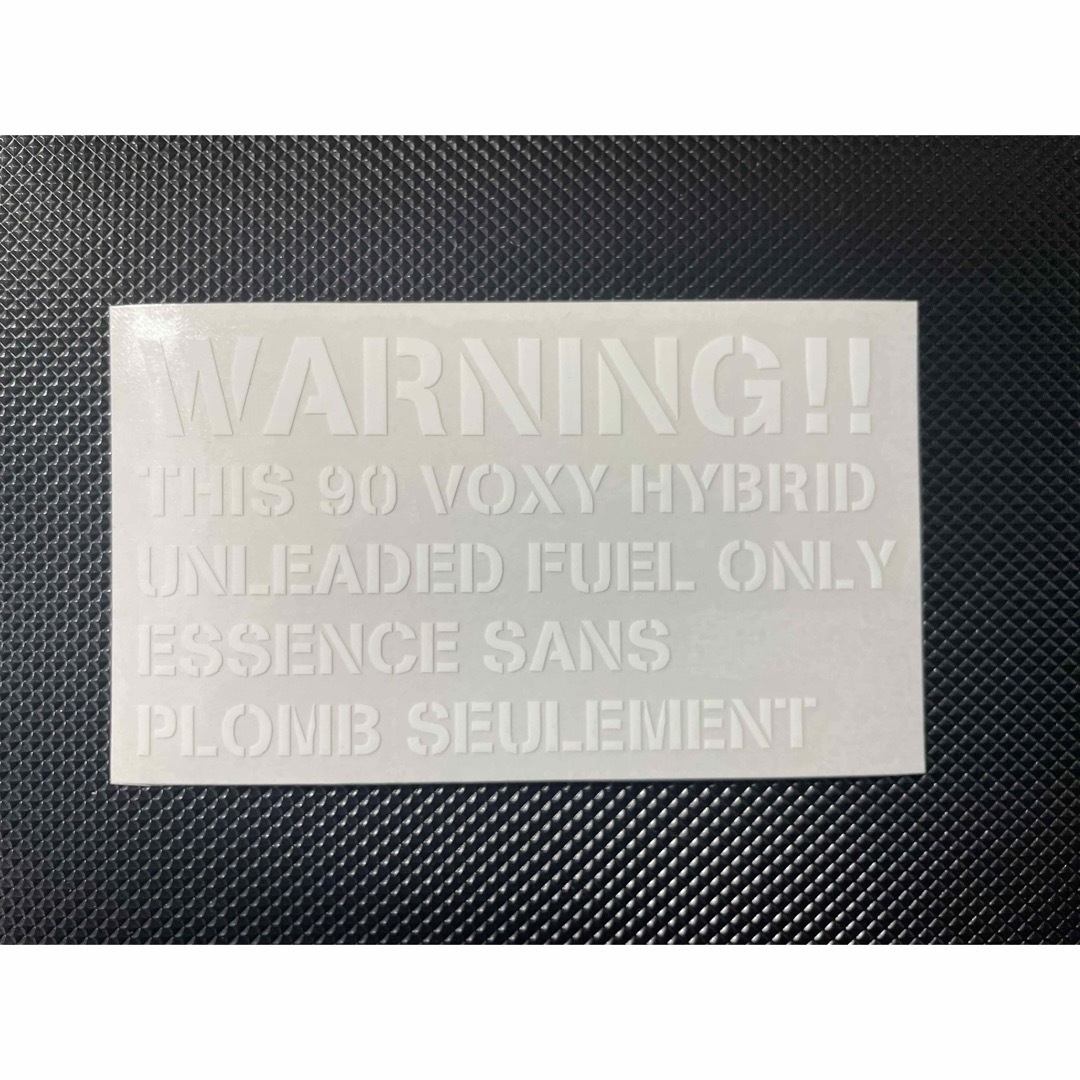 WARNING!!
THIS 90 VOXY HYBRID
UNLEADED FUEL ONLY
ESSENCE SANS
PLOMB SEULEMENT